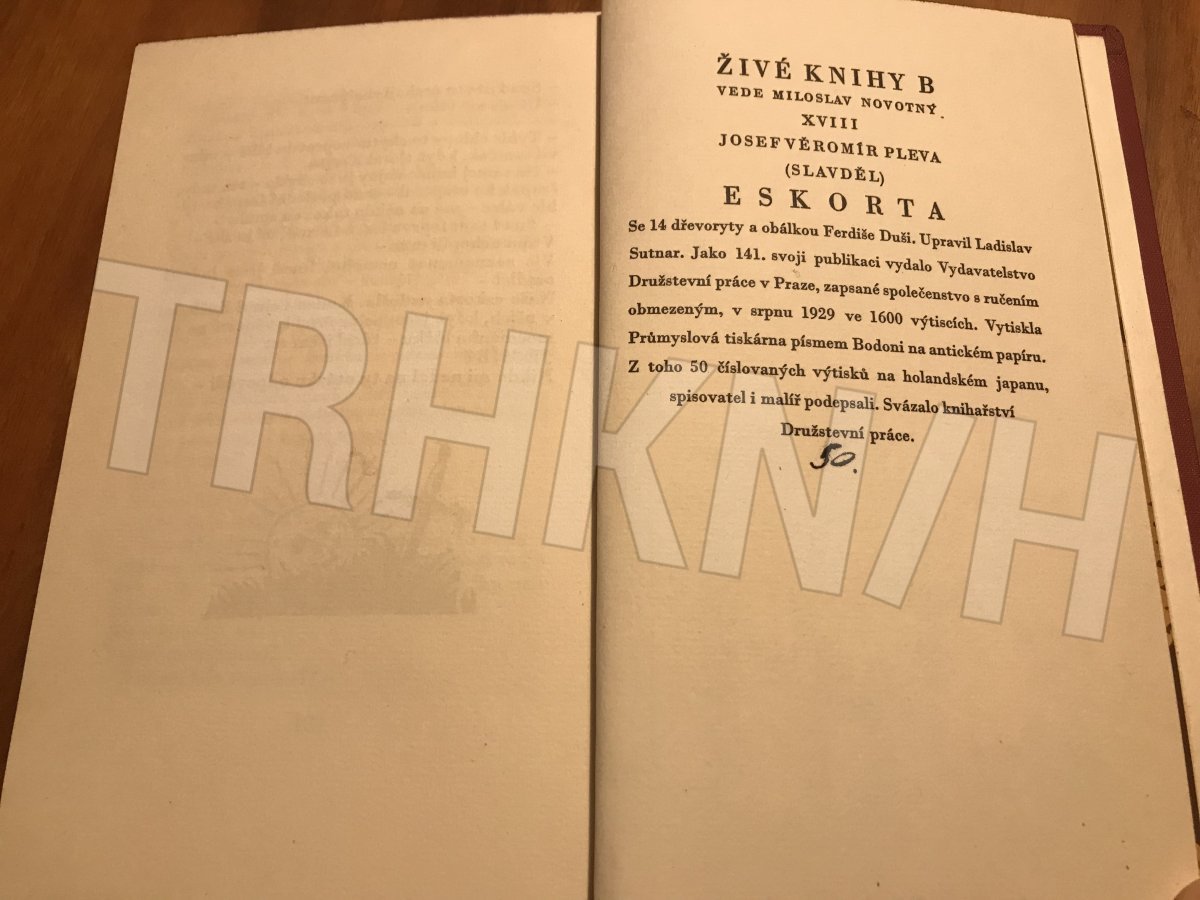 ŽIVÉ KNIHY B
VEDE MILOSLAV NOVOTNÝ
XVIII
JOSEF VĚROMÍR PLEVA
(SLAVDĚL)
ESKORTA
Se 14 dřevoryty a obálkou Ferdiše Duši. Upravil Ladislav
Sutnar. Jako 141. svoji publikaci vydalo Vydavatelstvo
Družstevní práce v Praze, zapsané společenstvo s ručením
obmezeným, v srpnu 1929 ve 1600 výtiscích. Vytiskla
Průmyslová tiskárna písmem Bodoni na antickém papíru.
Z toho 50 číslovaných výtisků na holandském japanu,
spisovatel i malíř podepsali. Svázalo knihařství
Družstevní práce.
50.
TRHKN/H